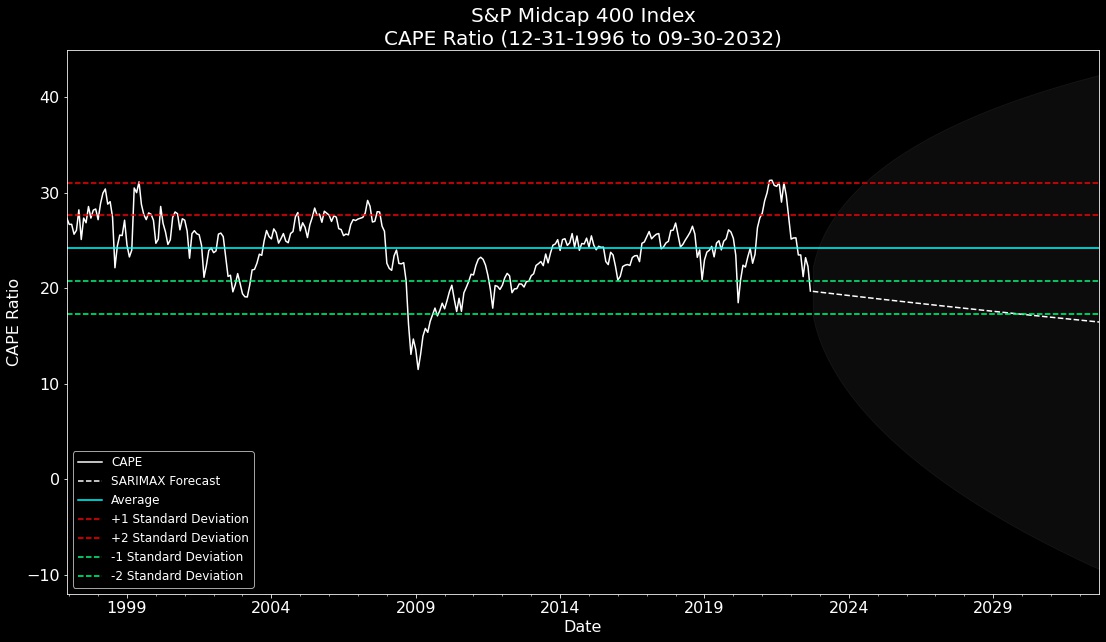 S&P Midcap 400 Index
CAPE Ratio (12-31-1996 to 09-30-2032)
CAPE Ratio
40
30
20
10
0
−10
CAPE
SARIMAX Forecast
Average
+1 Standard Deviation
+2 Standard Deviation
-1 Standard Deviation
-2 Standard Deviation
1999 2004 2009 2014 2019 2024 2029
Date